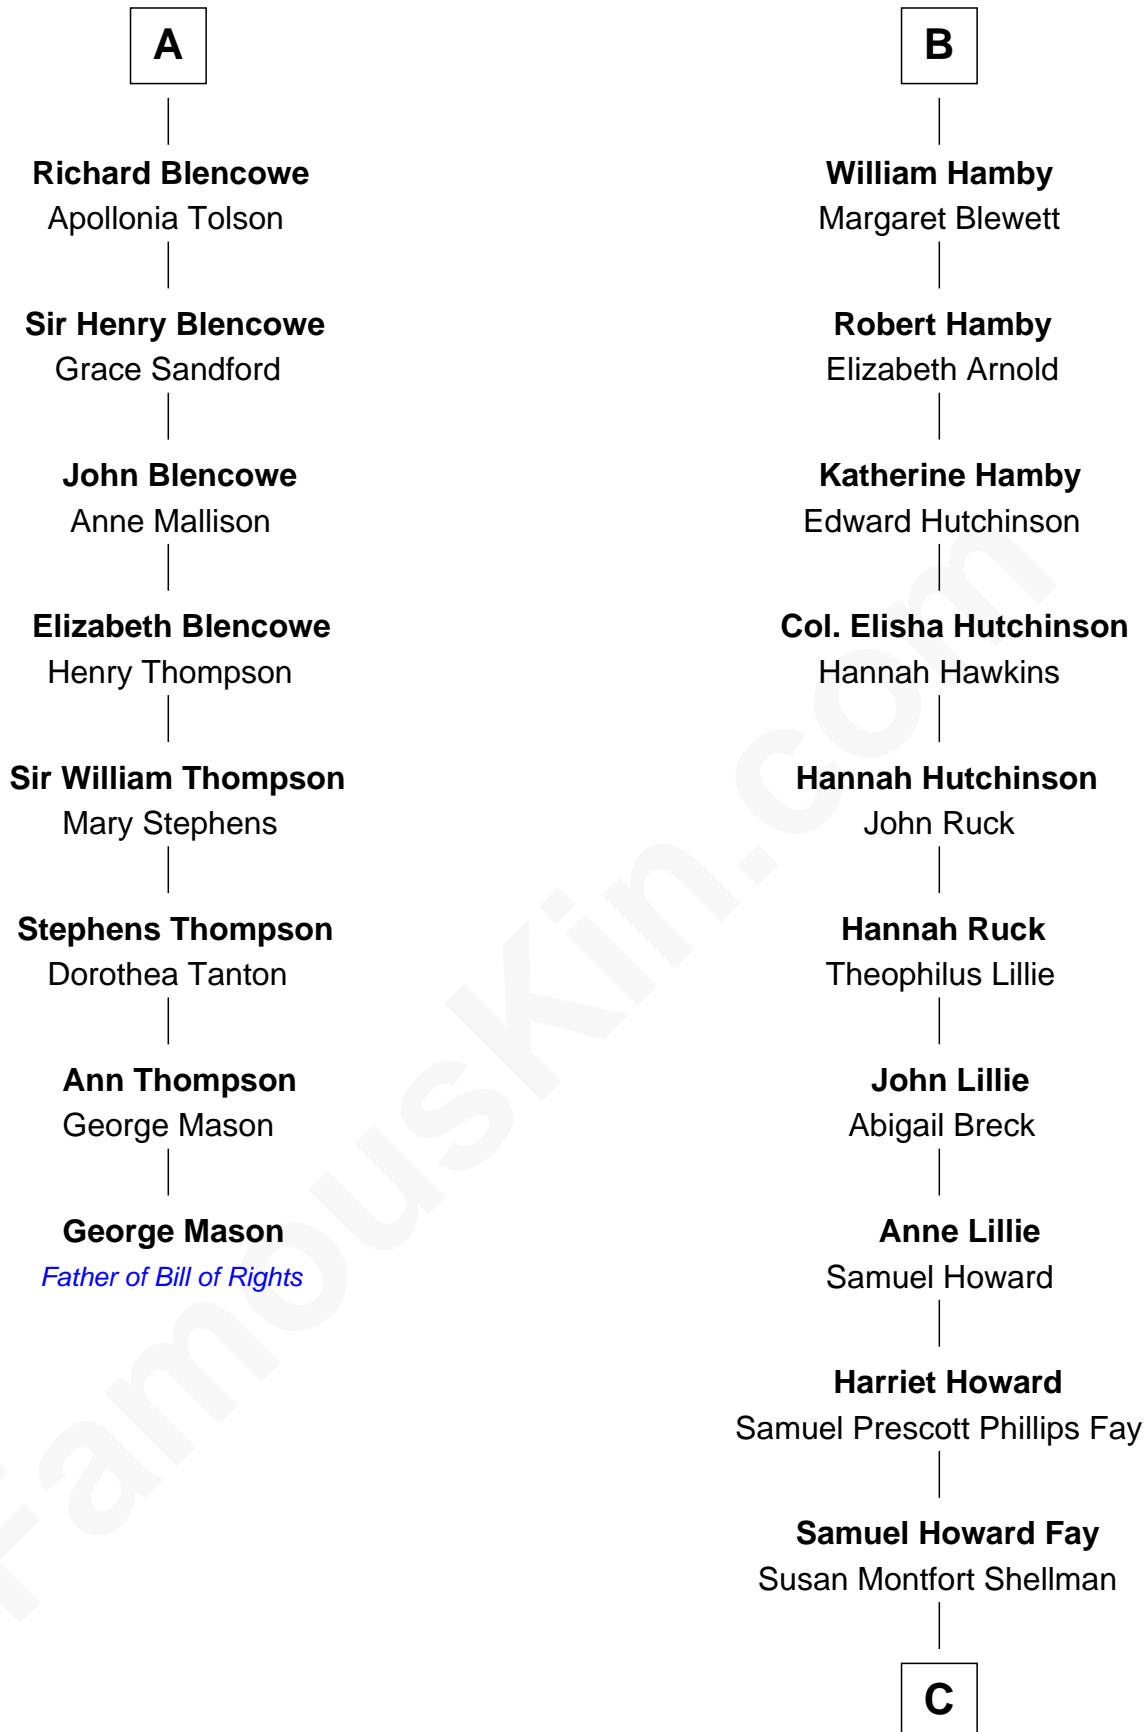 A
Richard Blencowe
Apollonia Tolson
Sir Henry Blencowe
Grace Sandford
John Blencowe
Anne Mallison
Elizabeth Blencowe
Henry Thompson
Sir William Thompson
Mary Stephens
Stephens Thompson
Dorothea Tanton
Ann Thompson
George Mason
George Mason
Father of Bill of Rights
B
William Hamby
Margaret Blewett
Robert Hamby
Elizabeth Arnold
Katherine Hamby
Edward Hutchinson
Col. Elisha Hutchinson
Hannah Hawkins
Hannah Hutchinson
John Ruck
Hannah Ruck
Theophilus Lillie
John Lillie
Abigail Breck
Anne Lillie
Samuel Howard
Harriet Howard
Samuel Prescott Phillips Fay
Samuel Howard Fay
Susan Montfort Shellman
C
FamousKin.com